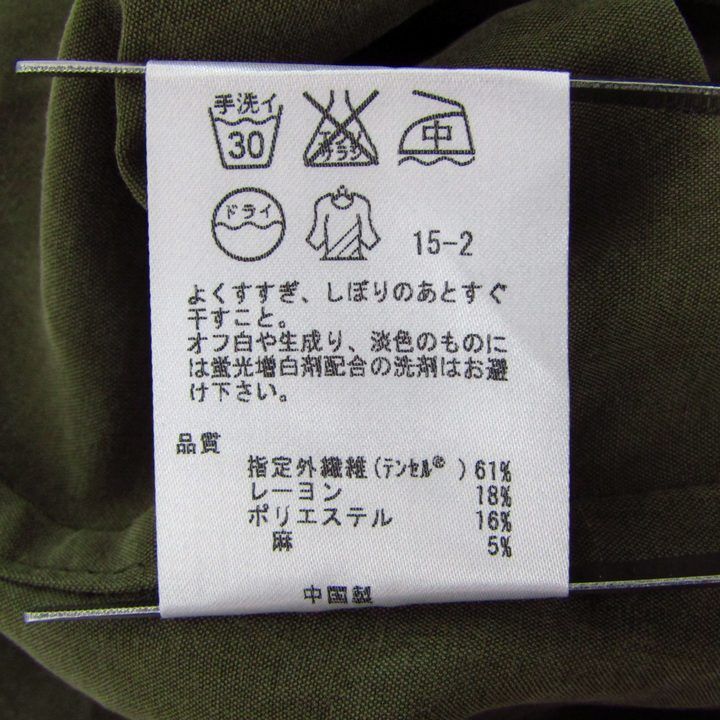 手洗イ
30
エンソ
サラシ
中
ドライ
15-2
よくすすぎ、しぼりのあとすぐ
干すこと。
オフ白や生成り、淡色のものに
は蛍光増白剤配合の洗剤はお避
け下さい。
品質
指定外繊維(テンセル®)61%
レーヨン 18%
ポリエステル 16%
麻 5%
中国製